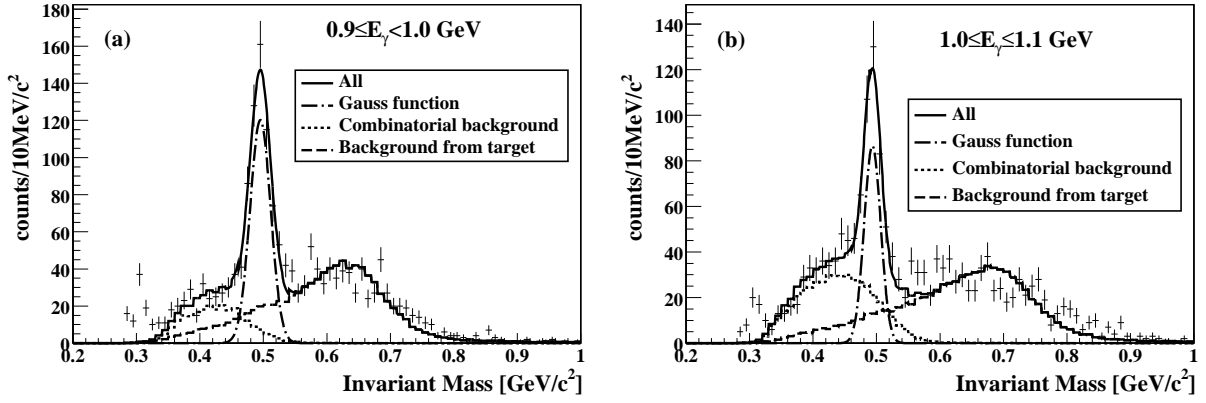 (a)
0.9≤Eγ<1.0 GeV
All
Gauss function
Combinatorial background
Background from target
counts/10MeV/c²
180
160
140
120
100
80
60
40
20
0
0.2 0.3 0.4 0.5 0.6 0.7 0.8 0.9 1
Invariant Mass [GeV/c²]
(b)
1.0≤Eγ≤1.1 GeV
All
Gauss function
Combinatorial background
Background from target
counts/10MeV/c²
140
120
100
80
60
40
20
0
0.2 0.3 0.4 0.5 0.6 0.7 0.8 0.9 1
Invariant Mass [GeV/c²]